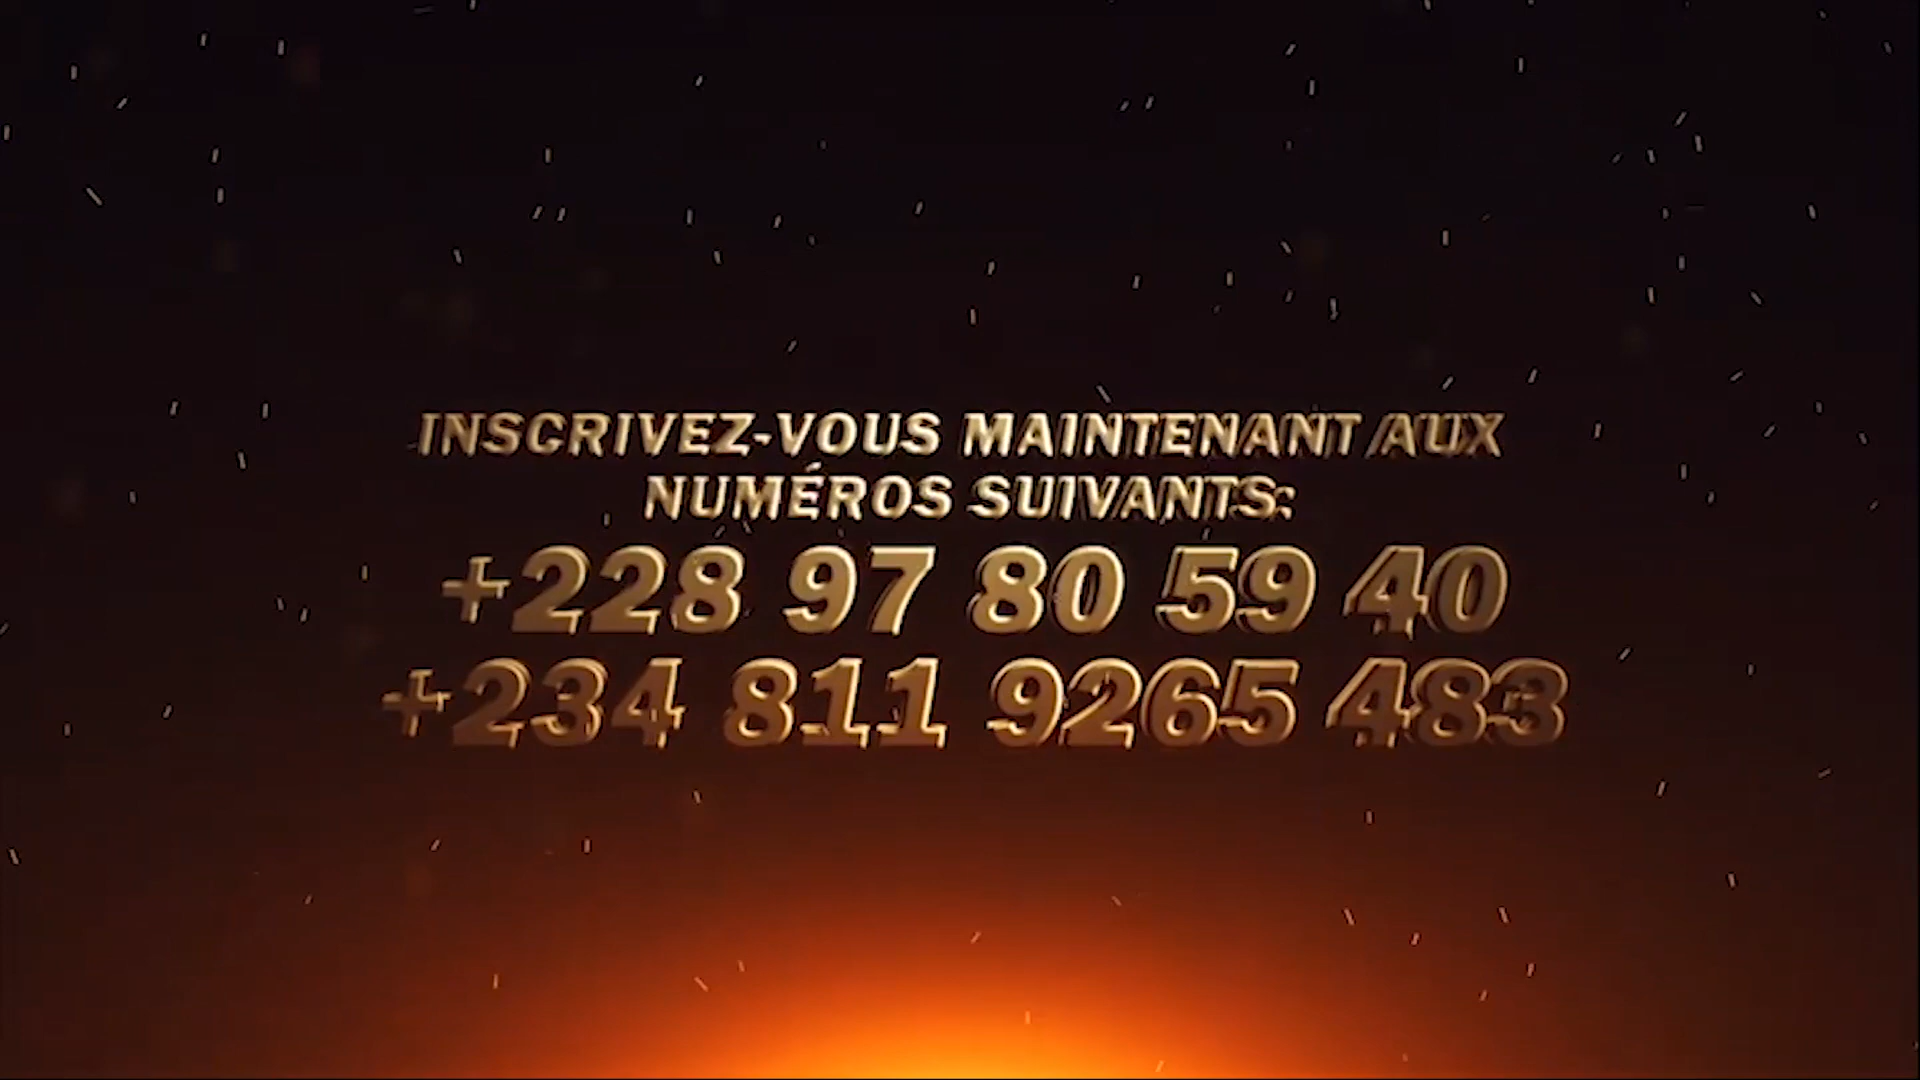 INSCRIVEZ-VOUS MAINTENANT AUX
NUMÉROS SUIVANTS:
+228 97 80 59 40
+234 811 9265 483